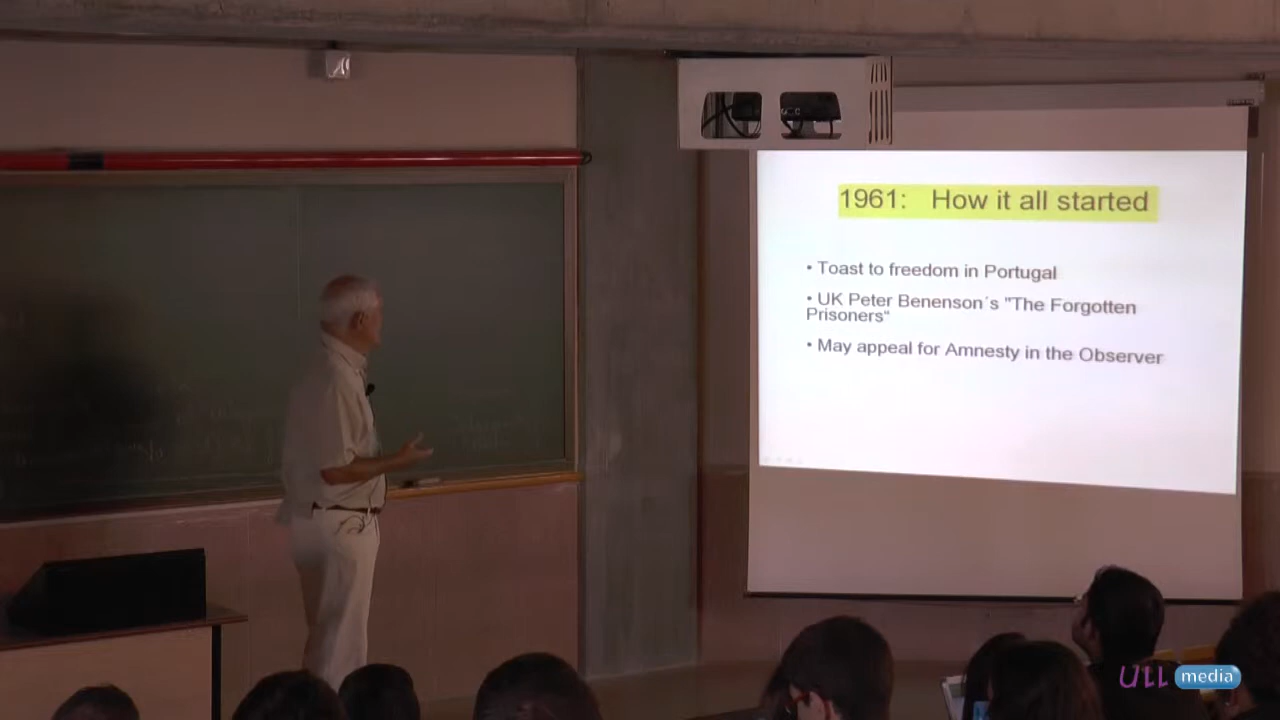 1961: How it all started
• Toast to freedom in Portugal
• UK Peter Benenson´s "The Forgotten
Prisoners“
• May appeal for Amnesty in the Observer
ULL media